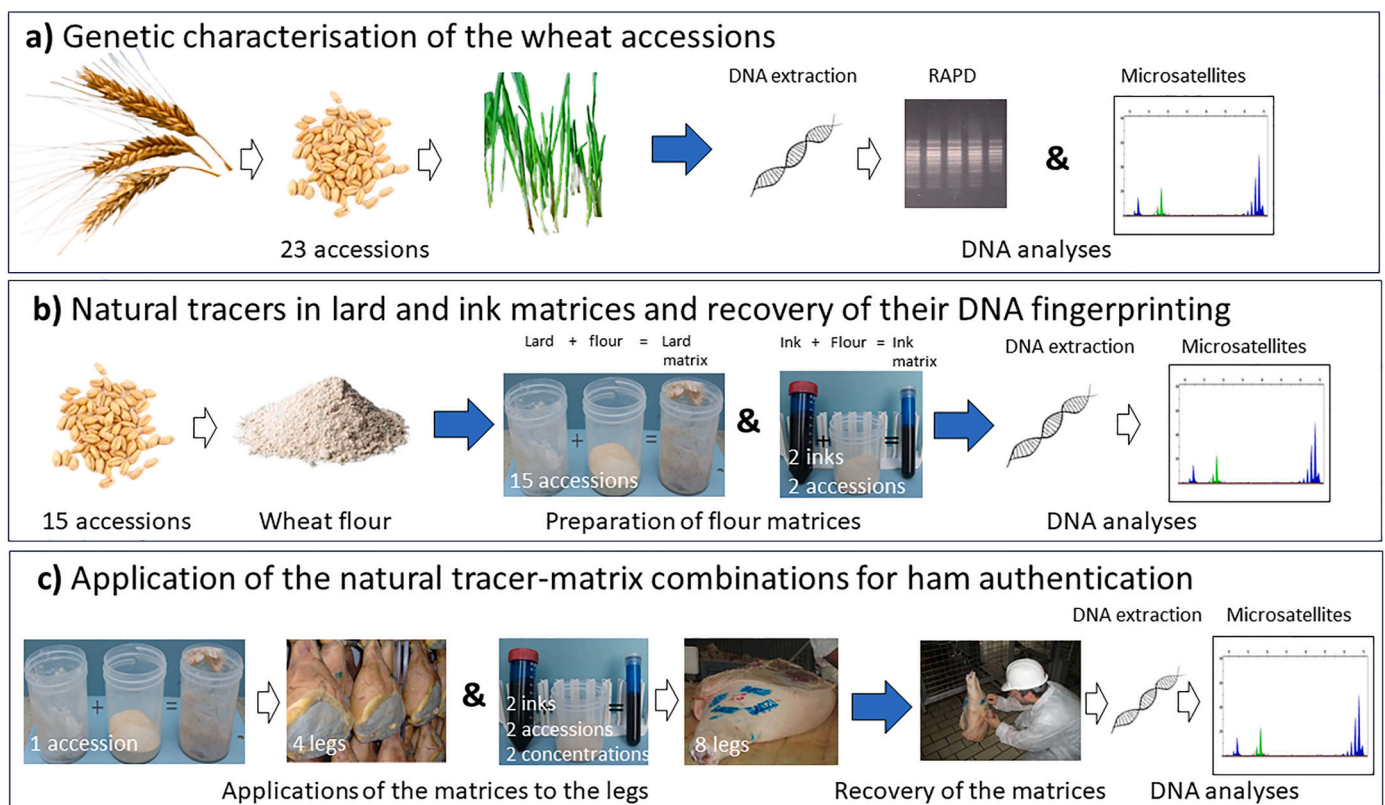 a) Genetic characterisation of the wheat accessions
DNA extraction
RAPD
Microsatellites
&
23 accessions
DNA analyses
b) Natural tracers in lard and ink matrices and recovery of their DNA fingerprinting
Lard + flour = Lard
matrix
Ink + Flour = Ink
matrix
DNA extraction
Microsatellites
+ =
15 accessions
&
+ =
2 inks
2 accessions
15 accessions
Wheat flour
Preparation of flour matrices
DNA analyses
c) Application of the natural tracer-matrix combinations for ham authentication
DNA extraction
Microsatellites
+ =
1 accession
4 legs
&
=
2 inks
2 accessions
2 concentrations
8 legs
Applications of the matrices to the legs
Recovery of the matrices
DNA analyses